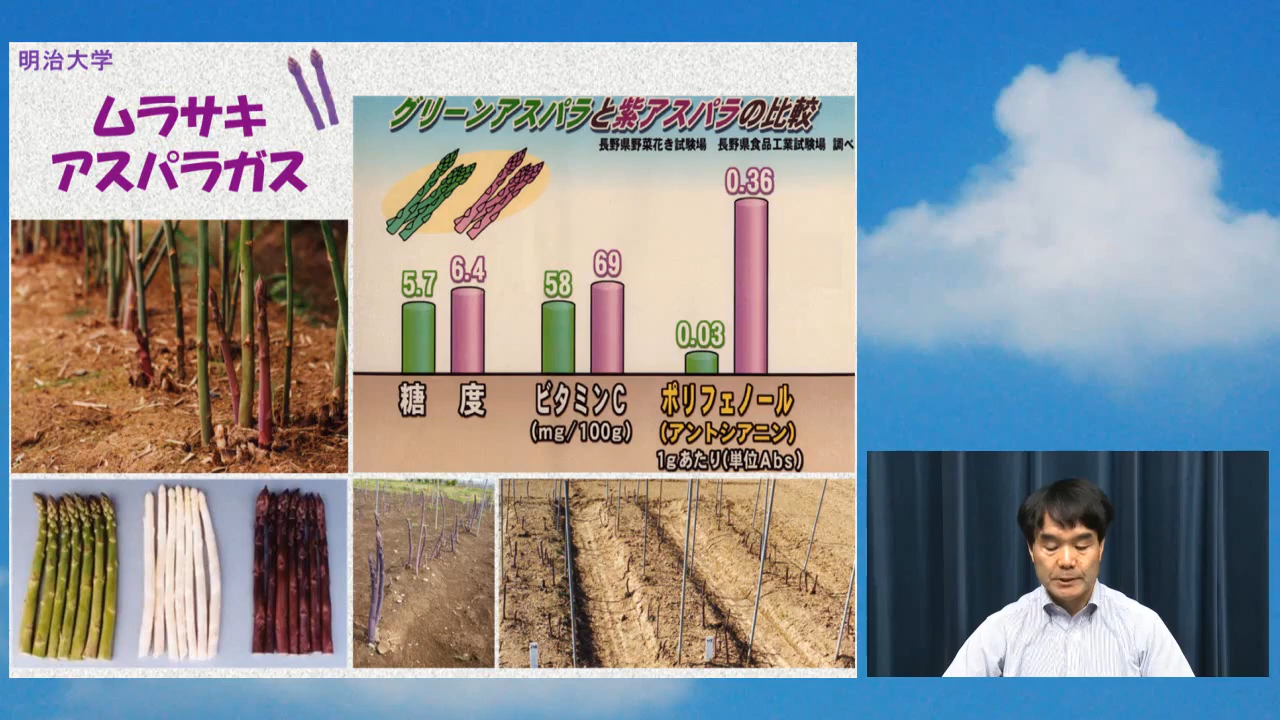 明治大学
ムラサキ
アスパラガス
グリーンアスパラと紫アスパラの比較
長野県野菜花き試験場 長野県食品工業試験場 調べ
5.7
6.4
58
69
0.03
0.36
糖度
ビタミンC
(mg/100g)
ポリフェノール
(アントシアニン)
1gあたり(単位Abs)